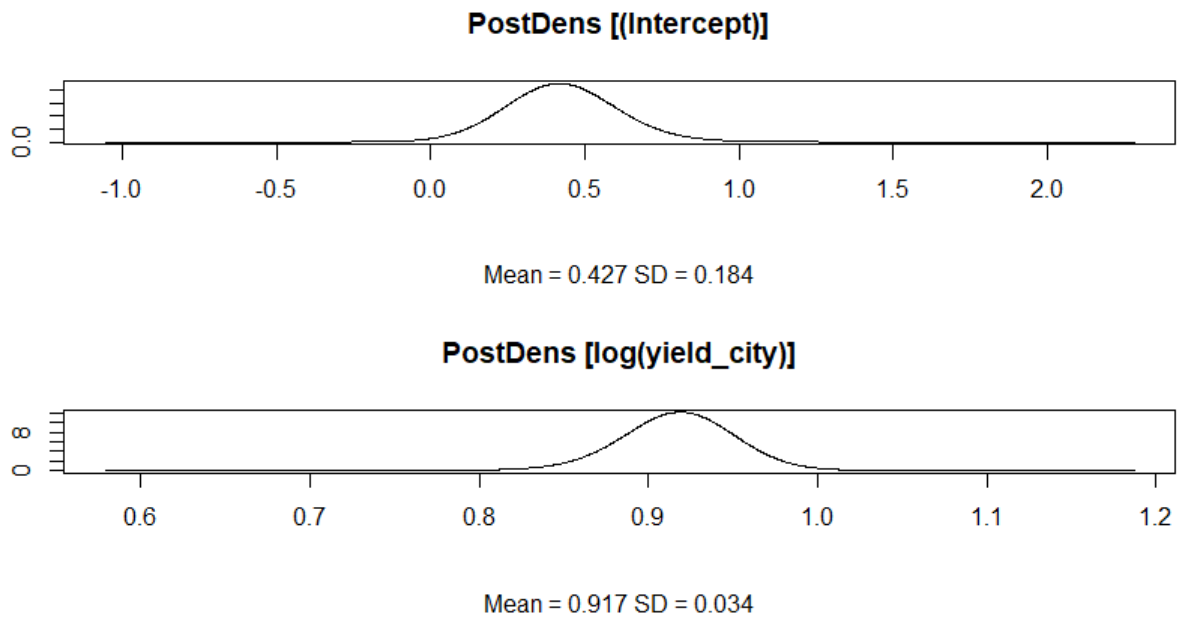 PostDens [(Intercept)]
0.0
-1.0 -0.5 0.0 0.5 1.0 1.5 2.0
Mean = 0.427 SD = 0.184
PostDens [log(yield_city)]
8
0
0.6 0.7 0.8 0.9 1.0 1.1 1.2
Mean = 0.917 SD = 0.034